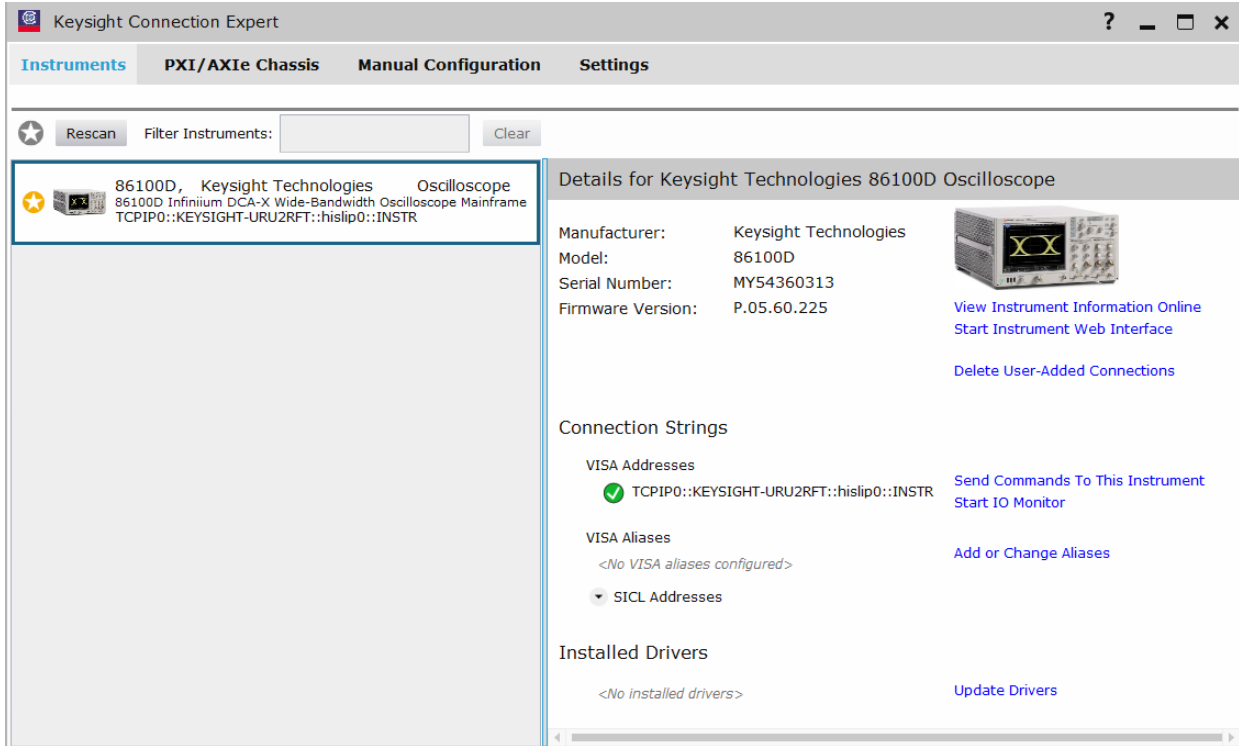 Keysight Connection Expert
?
Instruments PXI/AXIe Chassis Manual Configuration Settings
Rescan Filter Instruments: Clear
86100D, Keysight Technologies Oscilloscope
86100D Infiniium DCA-X Wide-Bandwidth Oscilloscope Mainframe
TCPIP0::KEYSIGHT-URU2RFT::hislip0::INSTR
Details for Keysight Technologies 86100D Oscilloscope
Manufacturer: Keysight Technologies
Model: 86100D
Serial Number: MY54360313
Firmware Version: P.05.60.225
View Instrument Information Online
Start Instrument Web Interface
Delete User-Added Connections
Connection Strings
VISA Addresses
TCPIP0::KEYSIGHT-URU2RFT::hislip0::INSTR
Send Commands To This Instrument
Start IO Monitor
VISA Aliases
<No VISA aliases configured>
Add or Change Aliases
SICL Addresses
Installed Drivers
<No installed drivers>
Update Drivers